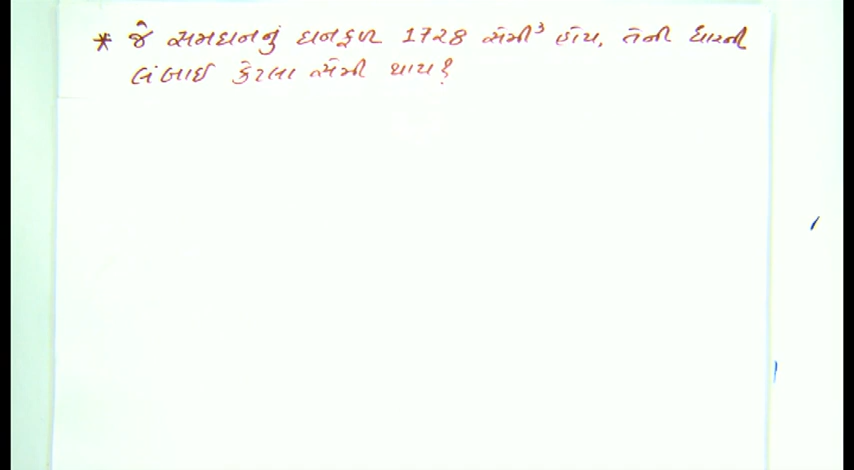 * જે સમઘનનું ઘનફળ 1728 સેમી³ હોય, તેની ધારની
લંબાઈ કેટલા સેમી થાય?